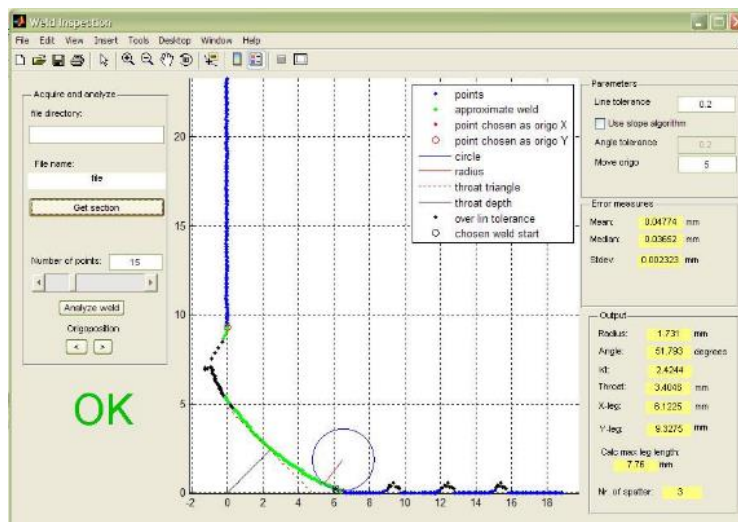 Weld Inspection
File Edit View Insert Tools Desktop Window Help
Acquire and analyze
file directory:
File name:
file
Get section
Number of points: 15
Analyze weld
Origoposition
< >
OK
20
15
10
5
0
-2 0 2 4 6 8 10 12 14 16 18
points
approximate weld
point chosen as origo X
point chosen as origo Y
circle
radius
throat triangle
throat depth
over lin tolerance
chosen weld start
Parameters
Line tolerance 0.2
Use slope algorithm
Angle tolerance 0.2
Move origo 5
Error measures
Mean: 0.04774 mm
Median: 0.03652 mm
Stdev: 0.002323 mm
Output
Radius: 1.731 mm
Angle: 51.793 degrees
Kt: 2.4244
Throat: 3.4048 mm
X-leg: 6.1225 mm
Y-leg: 9.3275 mm
Calc max leg length:
7.76 mm
Nr. of spatter: 3